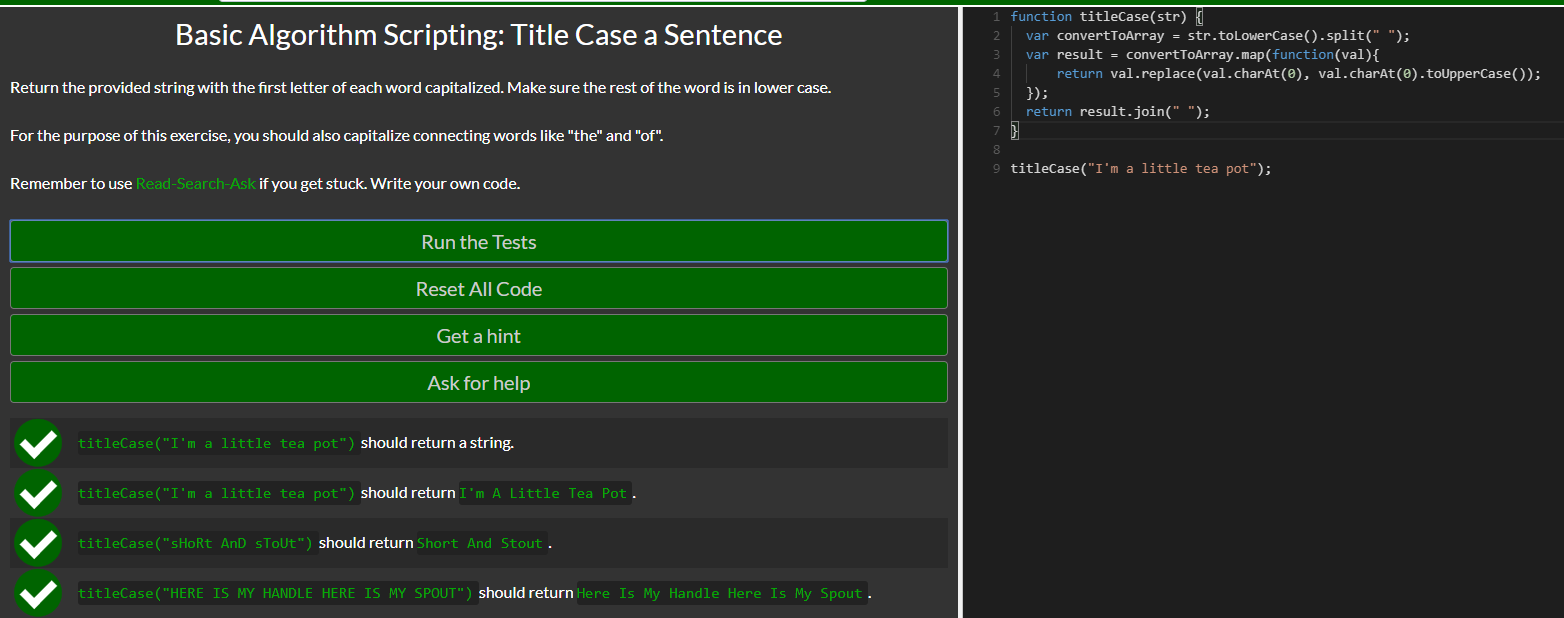 Basic Algorithm Scripting: Title Case a Sentence
Return the provided string with the first letter of each word capitalized. Make sure the rest of the word is in lower case.
For the purpose of this exercise, you should also capitalize connecting words like "the" and "of".
Remember to use Read-Search-Ask if you get stuck. Write your own code.
Run the Tests
Reset All Code
Get a hint
Ask for help
titleCase("I'm a little tea pot") should return a string.
titleCase("I'm a little tea pot") should return I'm A Little Tea Pot.
titleCase("sHoRt AnD sToUt") should return Short And Stout.
titleCase("HERE IS MY HANDLE HERE IS MY SPOUT") should return Here Is My Handle Here Is My Spout.
1 function titleCase(str) {
2   var convertToArray = str.toLowerCase().split(" ");
3   var result = convertToArray.map(function(val){
4       return val.replace(val.charAt(0), val.charAt(0).toUpperCase());
5   });
6   return result.join(" ");
7 }
8
9 titleCase("I'm a little tea pot");